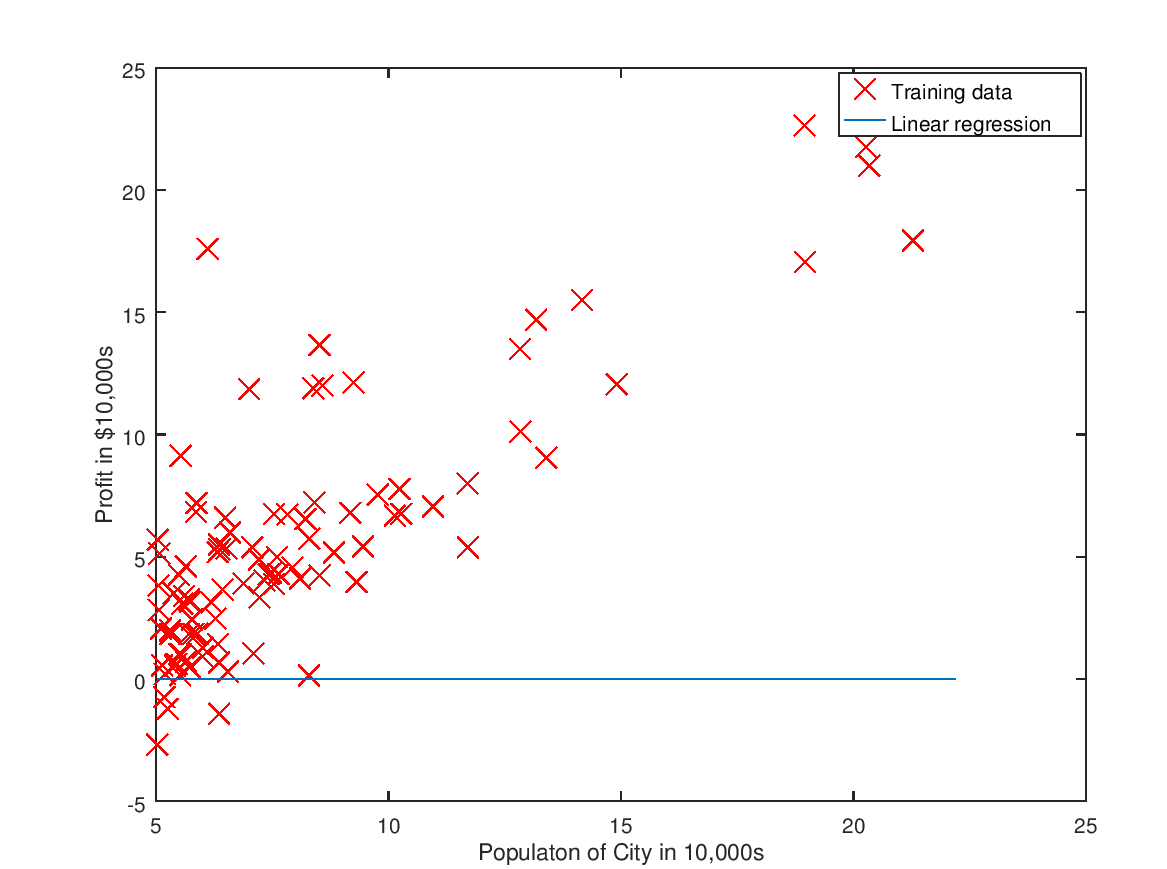 25
20
15
10
5
0
-5
Profit in $10,000s
Training data
Linear regression
5 10 15 20 25
Populaton of City in 10,000s